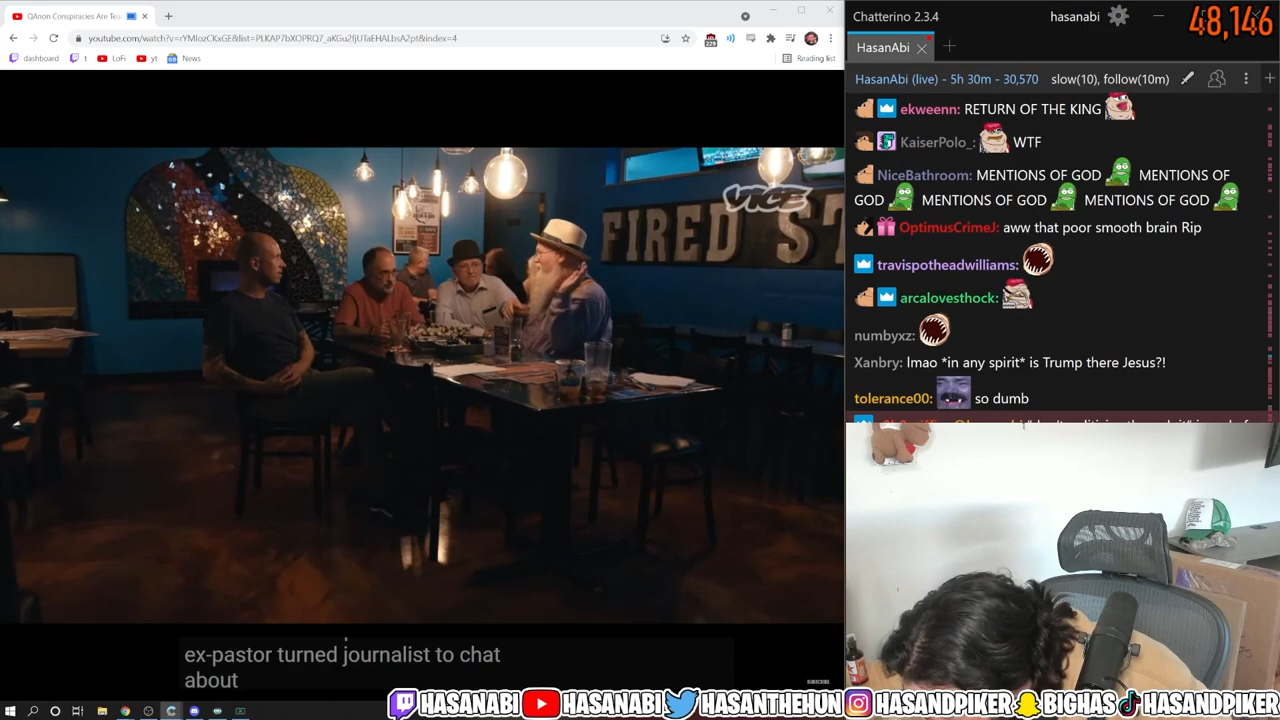 QAnon Conspiracies Are Tea
youtube.com/watch?v=rYMIozCKxGE&list=PLKAP7bXOPRQ7_aKGu2fjU1aEHALbsA2pt&index=4
dashboard
t
LoFi
yt
News
Reading list
VICE
FIRED ST
ex-pastor turned journalist to chat
about
SUBSCRIBE
Chatterino 2.3.4
hasanabi
48,146
HasanAbi
HasanAbi (live) - 5h 30m - 30,570
slow(10), follow(10m)
ekweenn: RETURN OF THE KING
KaiserPolo_: WTF
NiceBathroom: MENTIONS OF GOD MENTIONS OF
GOD MENTIONS OF GOD MENTIONS OF GOD
OptimusCrimeJ: aww that poor smooth brain Rip
travispotheadwilliams:
arcalovesthock:
numbyxz:
Xanbry: lmao *in any spirit* is Trump there Jesus?!
tolerance00: so dumb
HASANABI HASANABI HASANTHEHUN HASANDPIKER BIGHAS HASANDPIKER